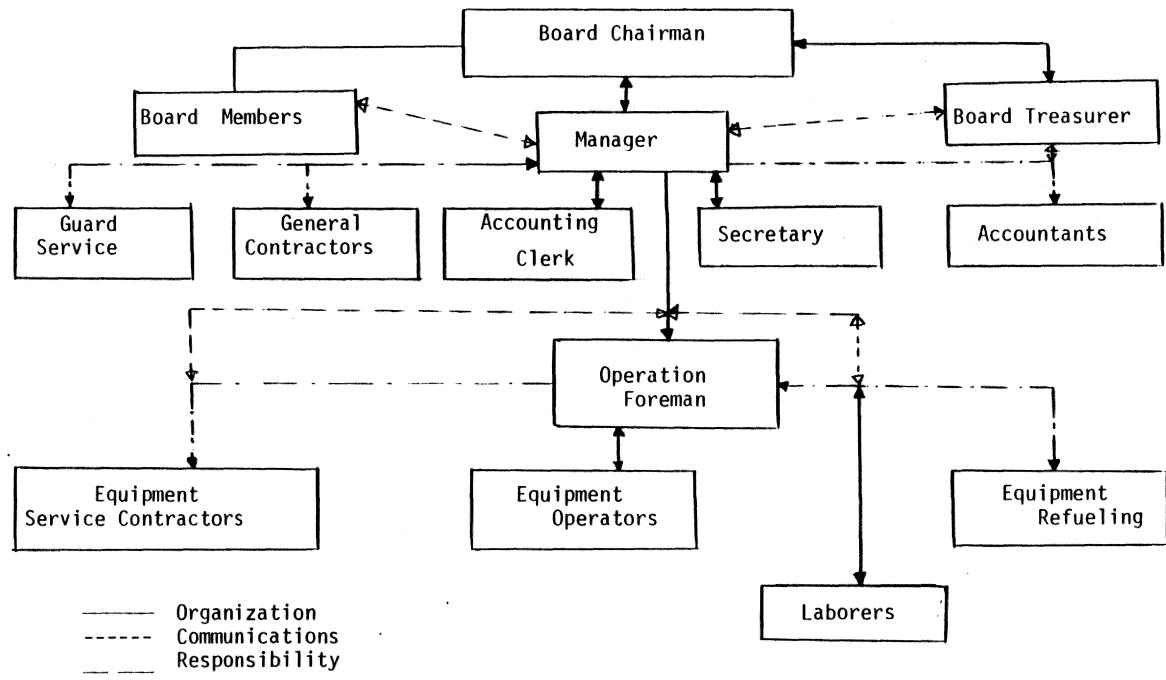 Board Chairman
Board Members
Manager
Board Treasurer
Guard
Service
General
Contractors
Accounting
Clerk
Secretary
Accountants
Operation
Foreman
Equipment
Service Contractors
Equipment
Operators
Equipment
Refueling
Laborers
Organization
Communications
Responsibility